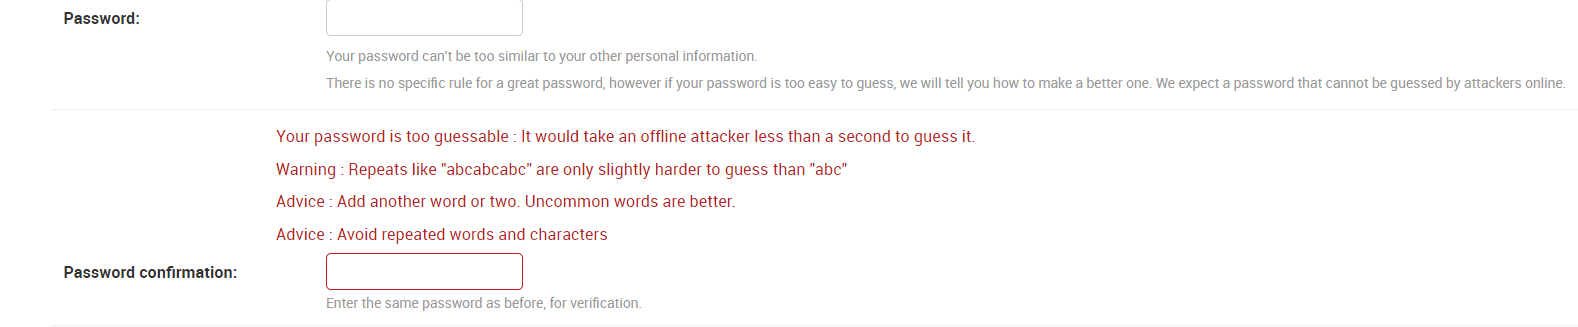 Password:
Your password can't be too similar to your other personal information.
There is no specific rule for a great password, however if your password is too easy to guess, we will tell you how to make a better one. We expect a password that cannot be guessed by attackers online.
Your password is too guessable : It would take an offline attacker less than a second to guess it.
Warning : Repeats like "abcabcabc" are only slightly harder to guess than "abc"
Advice : Add another word or two. Uncommon words are better.
Advice : Avoid repeated words and characters
Password confirmation:
Enter the same password as before, for verification.